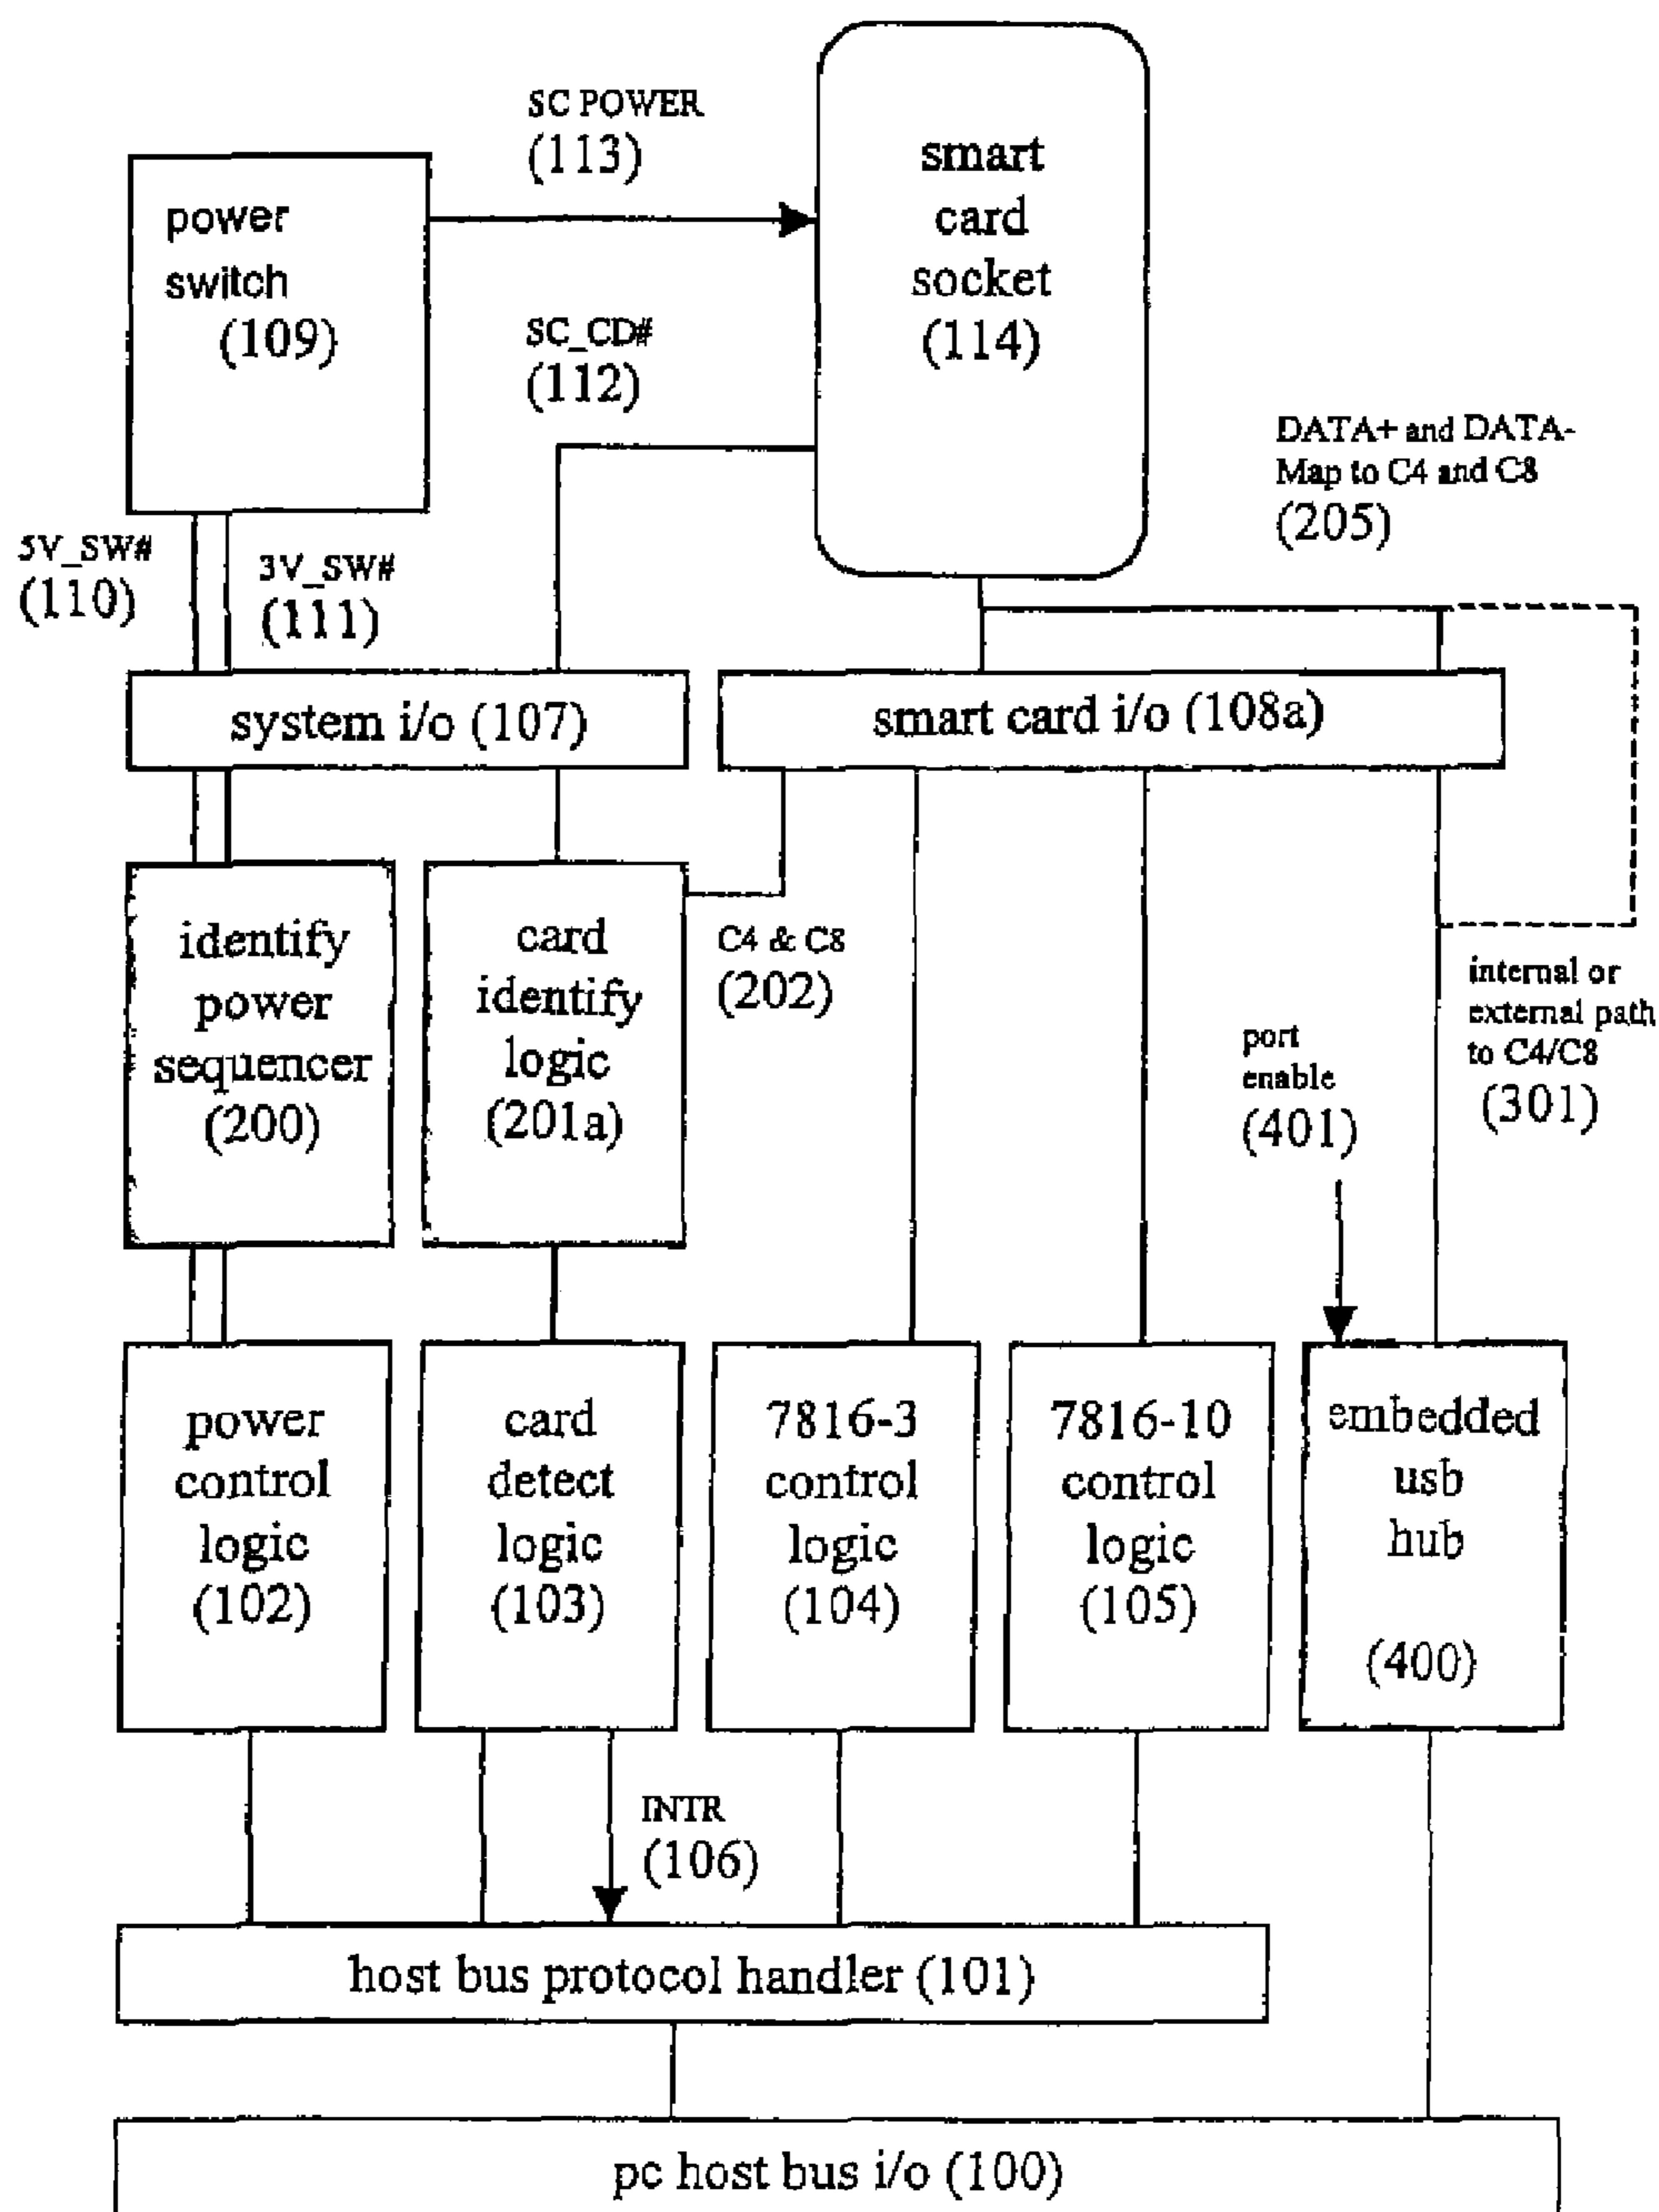 SC POWER
(113)
smart
card
socket
(114)
power
switch
(109)
SC_CD#
(112)
DATA+ and DATA-
Map to C4 and C8
(205)
5V_SW#
(110)
3V_SW#
(111)
system i/o (107)
smart card i/o (108a)
identify
power
sequencer
(200)
card
identify
logic
(201a)
C4 & C8
(202)
internal or
external path
to C4/C8
(301)
port
enable
(401)
power
control
logic
(102)
card
detect
logic
(103)
7816-3
control
logic
(104)
7816-10
control
logic
(105)
embedded
usb
hub
(400)
INTR
(106)
host bus protocol handler (101)
pc host bus i/o (100)